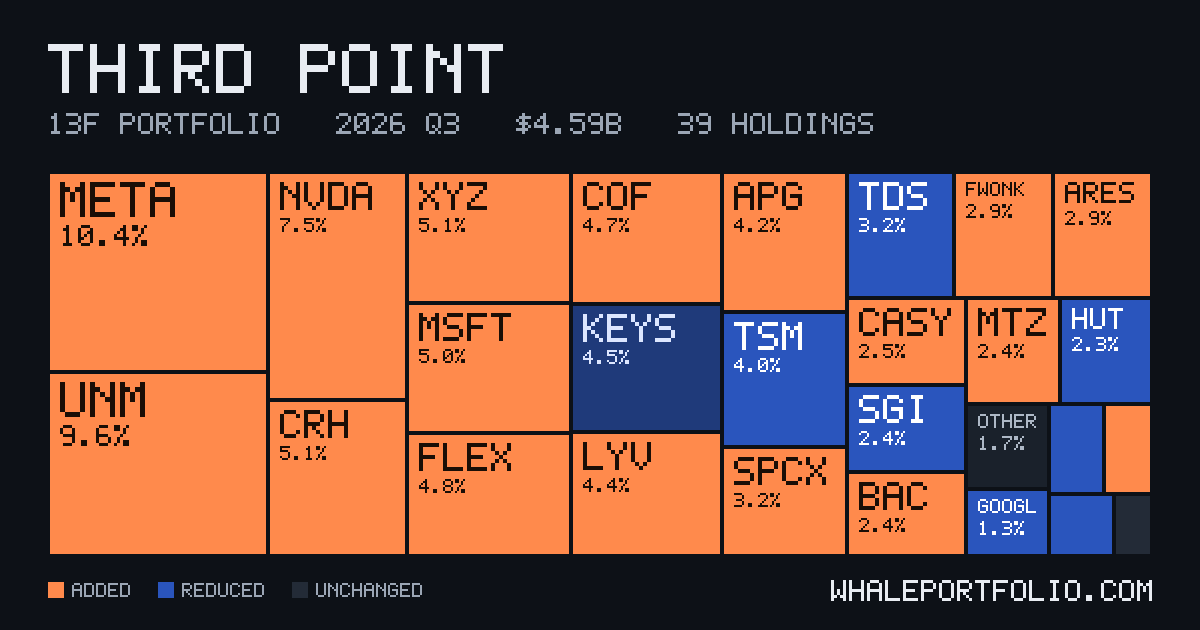 THIRD POINT
13F PORTFOLIO 2026 Q3 $4.59B 39 HOLDINGS
META
10.4%
UNM
9.6%
NVDA
7.5%
CRH
5.1%
XYZ
5.1%
MSFT
5.0%
FLEX
4.8%
COF
4.7%
KEYS
4.5%
LYV
4.4%
APG
4.2%
TSM
4.0%
SPCX
3.2%
TDS
3.2%
FWONK
2.9%
ARES
2.9%
CASY
2.5%
SGI
2.4%
BAC
2.4%
MTZ
2.4%
HUT
2.3%
OTHER
1.7%
GOOGL
1.3%
ADDED REDUCED UNCHANGED
WHALEPORTFOLIO.COM